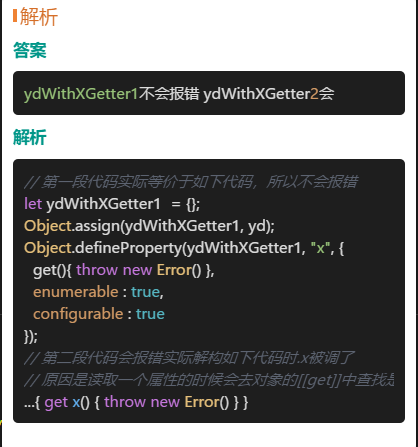 解析
答案
ydWithXGetter1不会报错 ydWithXGetter2会
解析
// 第一段代码实际等价于如下代码，所以不会报错
let ydWithXGetter1  = {};
Object.assign(ydWithXGetter1, yd);
Object.defineProperty(ydWithXGetter1, "x", {
  get(){ throw new Error() },
  enumerable : true,
  configurable : true
});
// 第二段代码会报错实际解构如下代码时.x被调了
// 原因是读取一个属性的时候会去对象的[[get]]中查找是
...{ get x() { throw new Error() } }